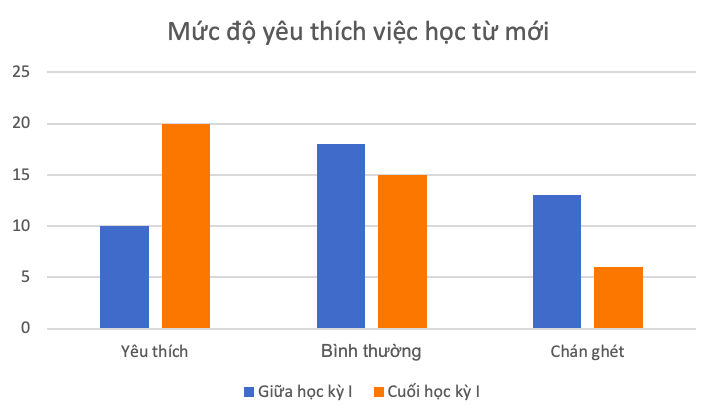 Mức độ yêu thích việc học từ mới
25
20
15
10
5
0
Yêu thích Bình thường Chán ghét
Giữa học kỳ I Cuối học kỳ I